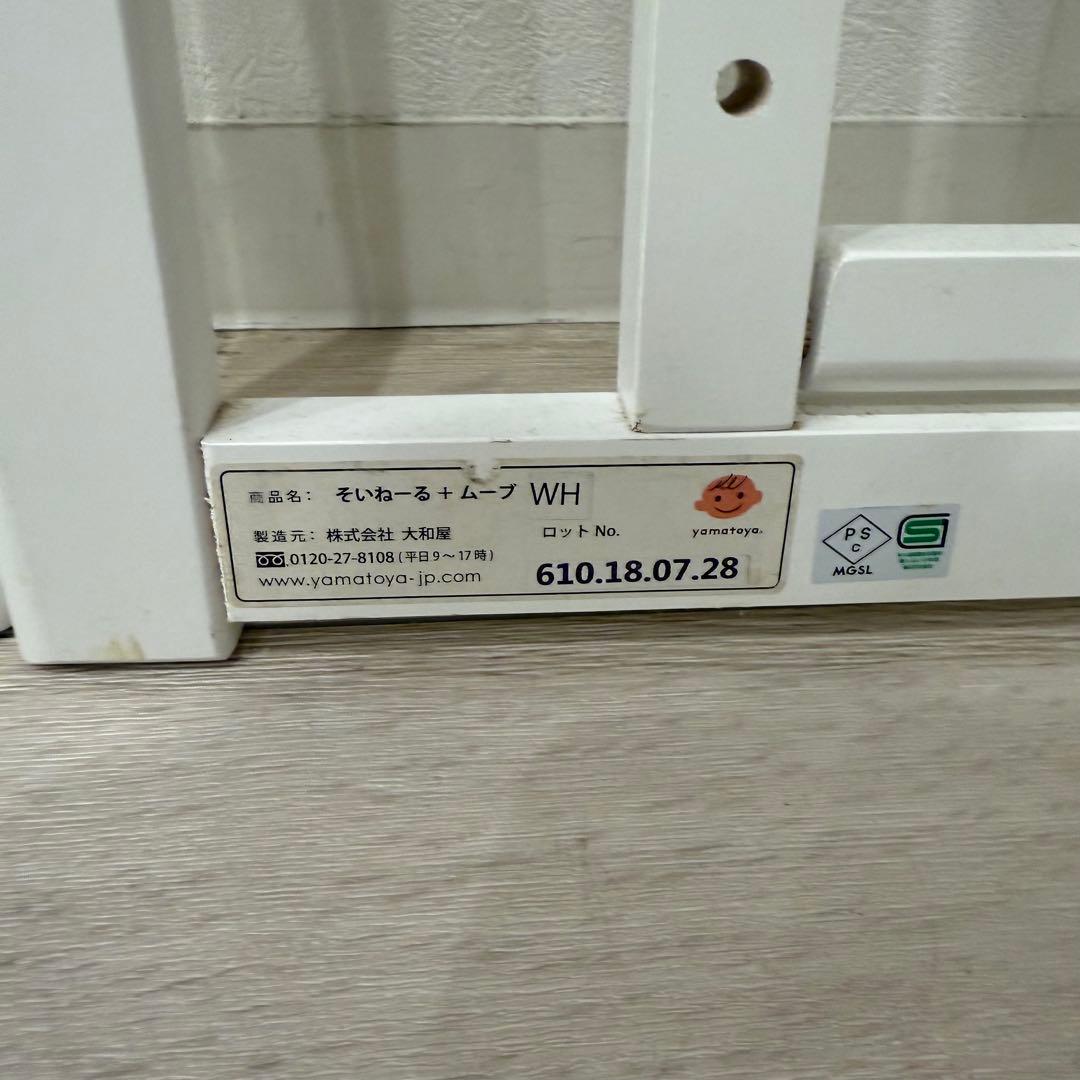 商品名： そいねーる + ムーブ WH
製造元： 株式会社 大和屋
0120-27-8108 (平日9～17時)
www.yamatoya-jp.com
ロット No.
610.18.07.28
yamatoya®
PS
C
MGSL